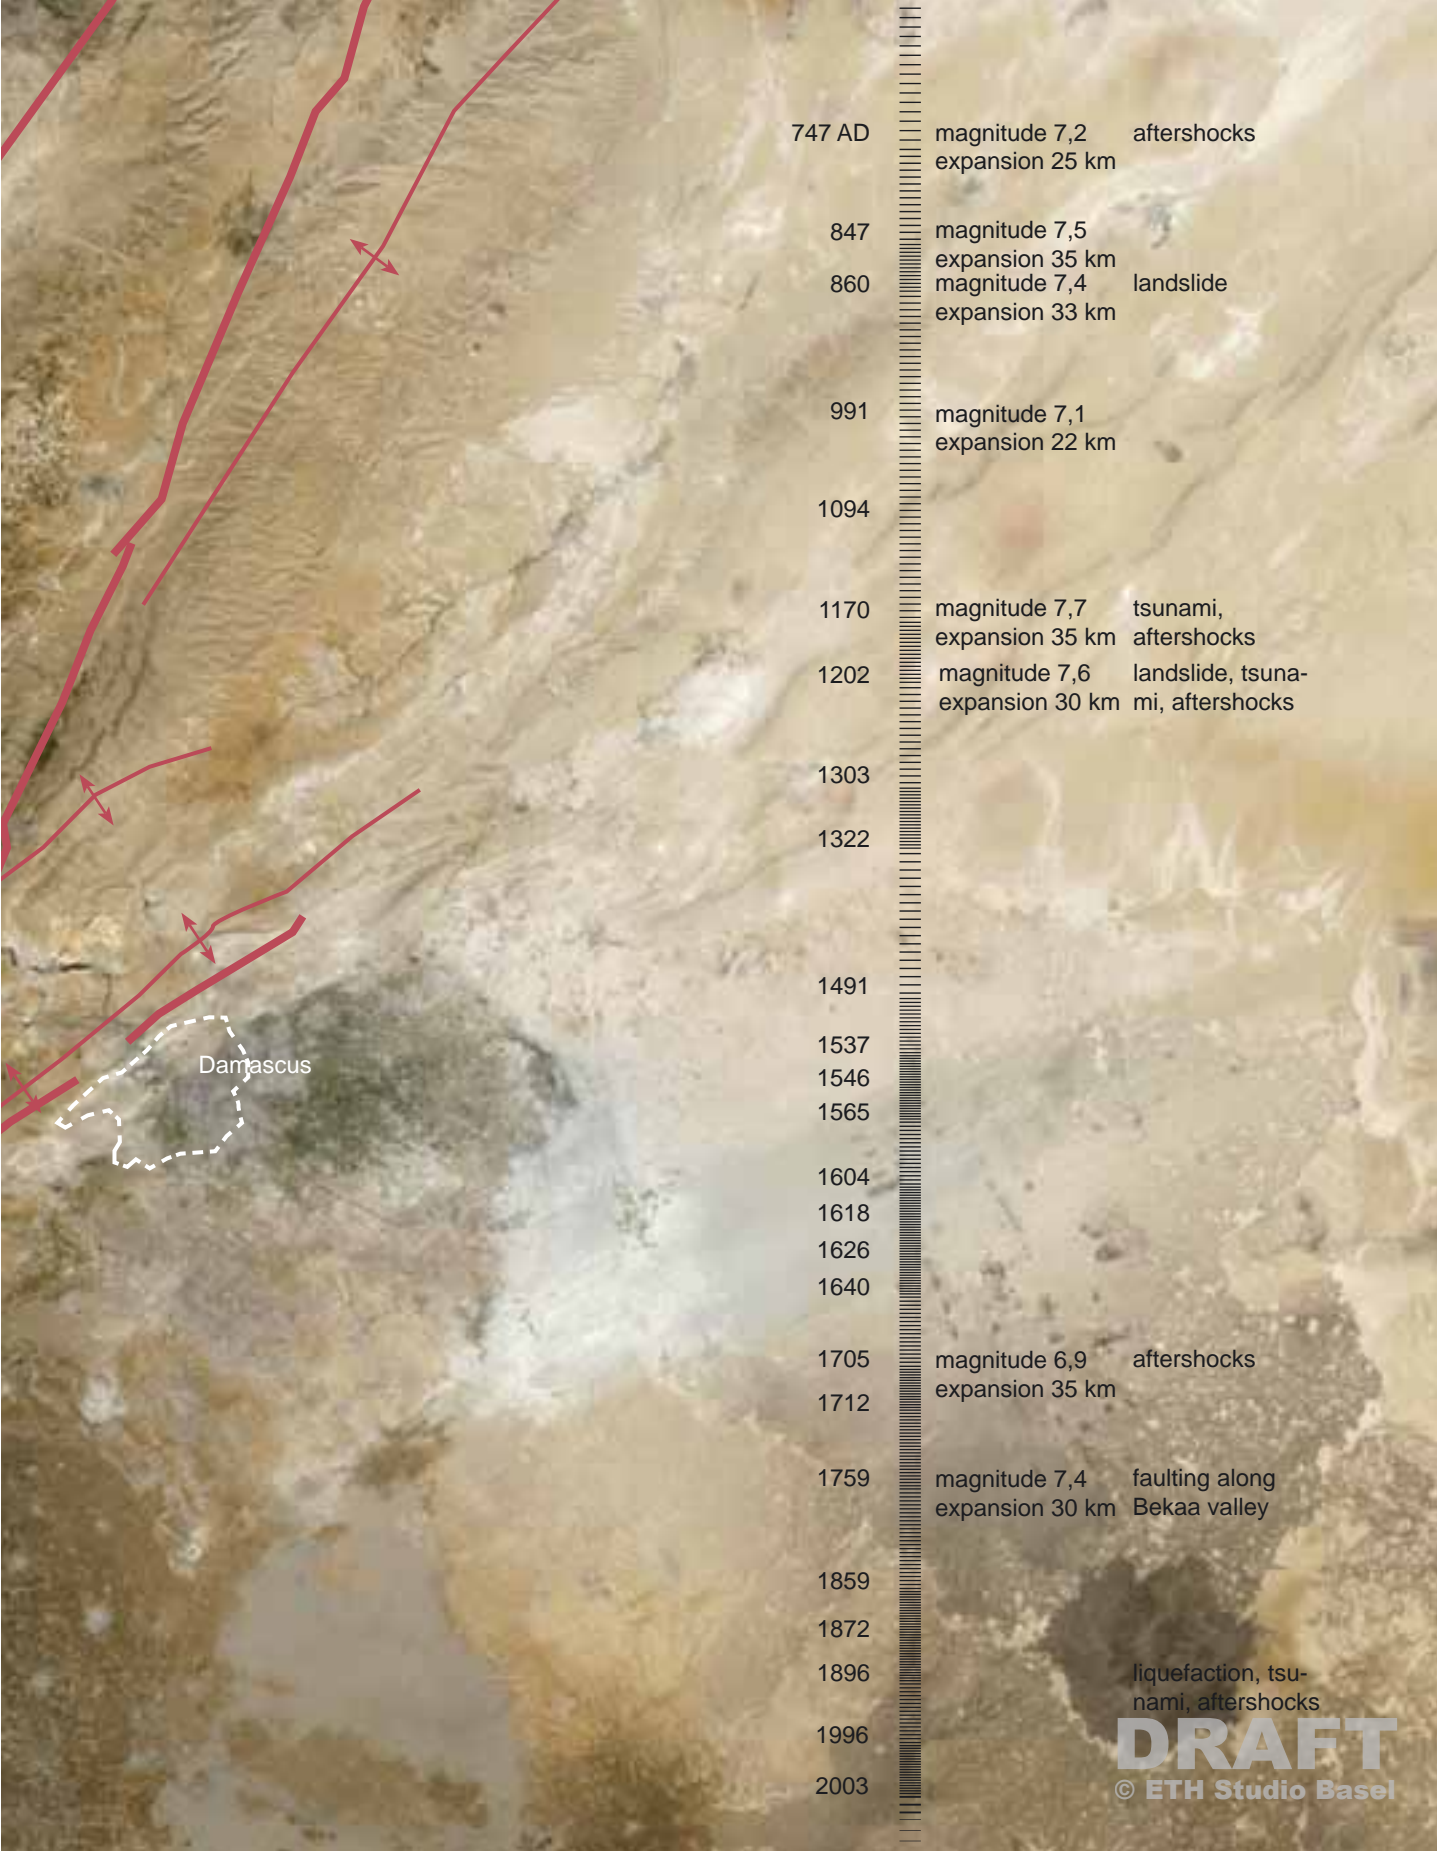 747 AD magnitude 7,2 aftershocks
expansion 25 km
847 magnitude 7,5
expansion 35 km
860 magnitude 7,4 landslide
expansion 33 km
991 magnitude 7,1
expansion 22 km
1094
1170 magnitude 7,7 tsunami,
expansion 35 km aftershocks
1202 magnitude 7,6 landslide, tsuna-
expansion 30 km mi, aftershocks
1303
1322
1491
1537
Damascus
1546
1565
1604
1618
1626
1640
1705 magnitude 6,9 aftershocks
expansion 35 km
1712
1759 magnitude 7,4 faulting along
expansion 30 km Bekaa valley
1859
1872
1896 liquefaction, tsu-
nami, aftershocks
1996
DRAFT
2003
© ETH Studio Basel